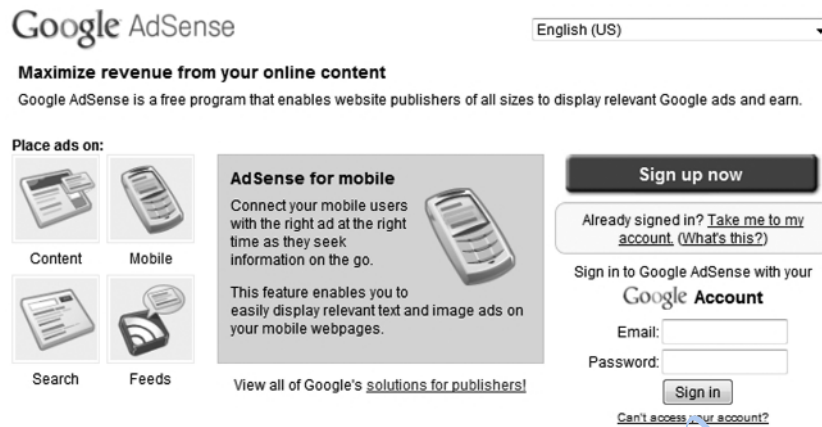 Google AdSense
English (US)
Maximize revenue from your online content
Google AdSense is a free program that enables website publishers of all sizes to display relevant Google ads and earn.
Place ads on:
Content
Mobile
Search
Feeds
AdSense for mobile
Connect your mobile users
with the right ad at the right
time as they seek
information on the go.
This feature enables you to
easily display relevant text and image ads on
your mobile webpages.
View all of Google's solutions for publishers!
Sign up now
Already signed in? Take me to my
account. (What's this?)
Sign in to Google AdSense with your
Google Account
Email:
Password:
Sign in
Can't access your account?